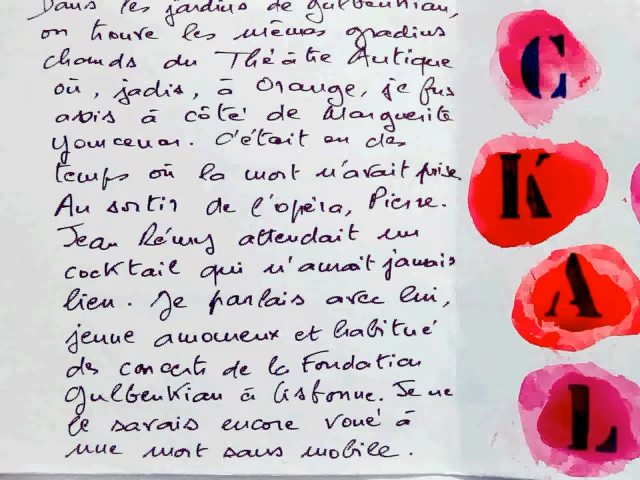 Dans les jardins de Gulbenkian,
on trouve les mêmes gradins
chauds du Théâtre Antique
où, jadis, à Orange, je fus
assis à côté de Marguerite
Yourcenar. C'était en des
temps où la mort n'avait prise.
Au sortir de l'opéra, Pierre.
Jean Rémy attendait un
cocktail qui n'aurait jamais
lieu. Je parlais avec lui,
jeune amoureux et habitué
des concerts de la Fondation
Gulbenkian à Lisbonne. Je ne
le savais encore voué à
une mort sans mobile.
C
K
A
L